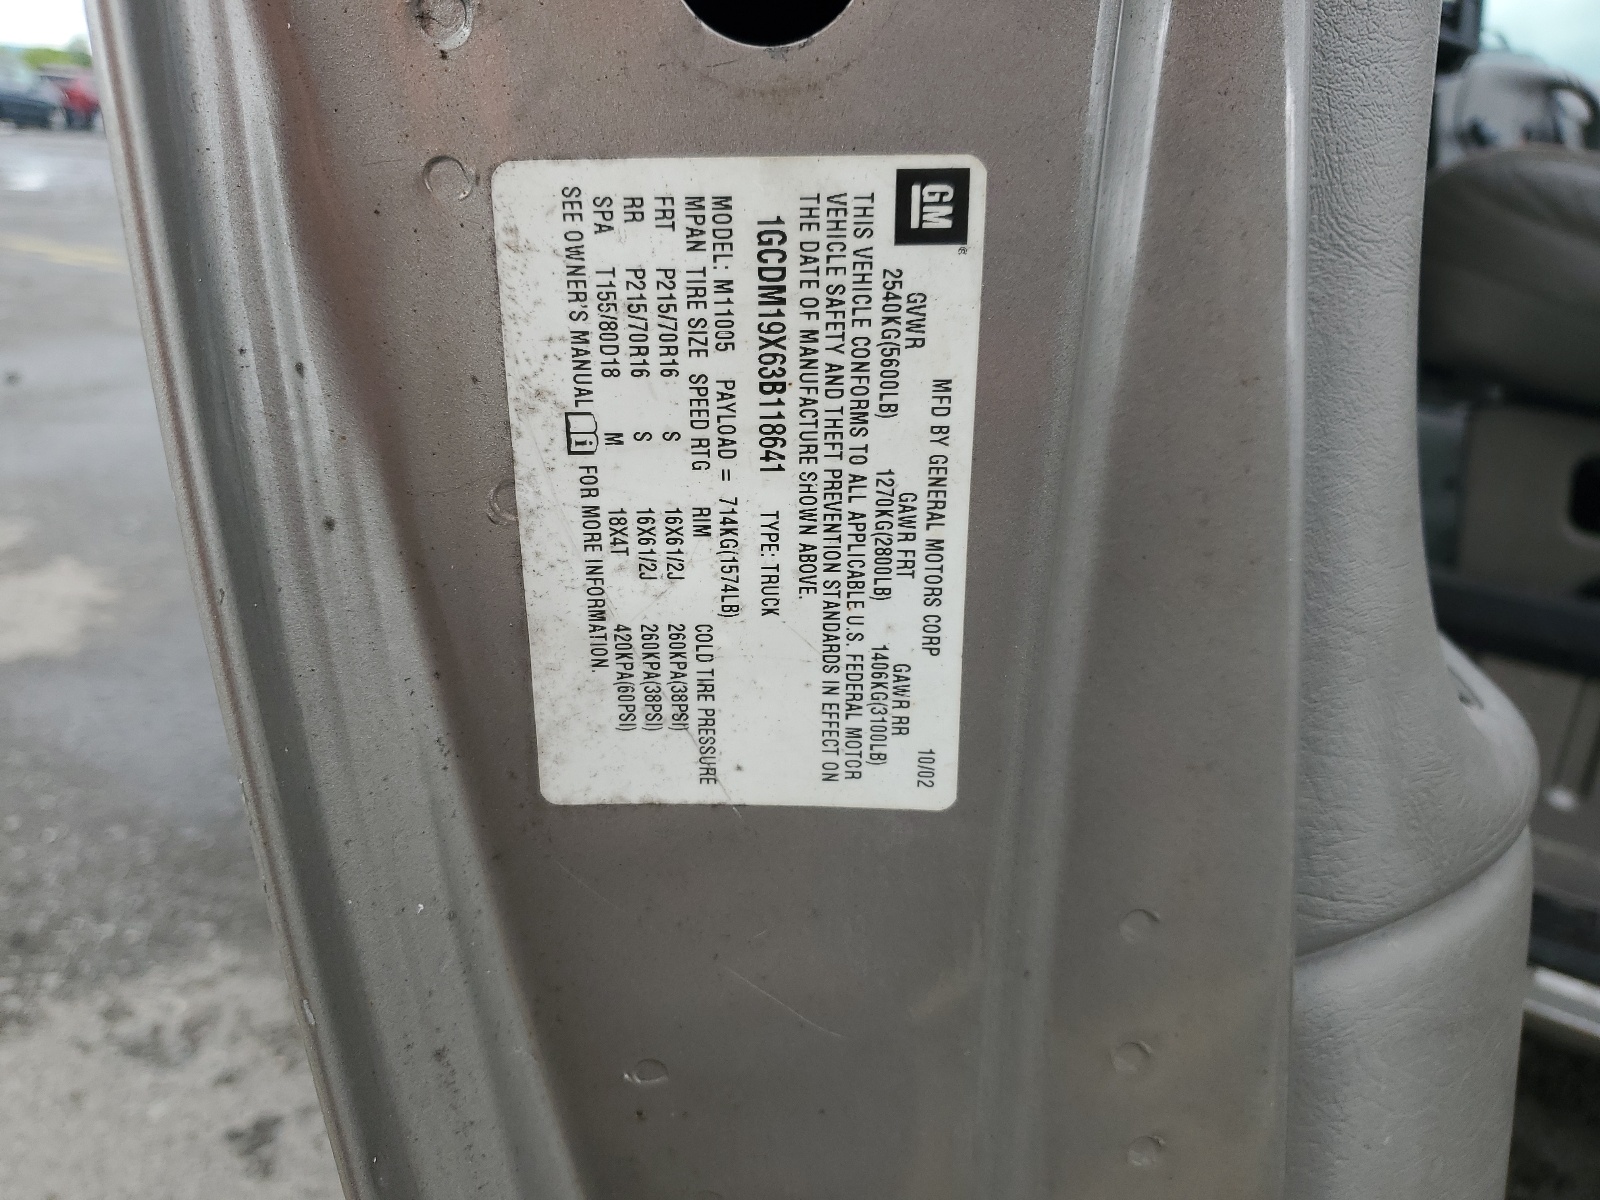 GM®
MFD BY GENERAL MOTORS CORP 10/02
GVWR GAWR FRT GAWR RR
2540KG(5600LB) 1270KG(2800LB) 1406KG(3100LB)
THIS VEHICLE CONFORMS TO ALL APPLICABLE U.S. FEDERAL MOTOR
VEHICLE SAFETY AND THEFT PREVENTION STANDARDS IN EFFECT ON
THE DATE OF MANUFACTURE SHOWN ABOVE.
1GCDM19X63B118641 TYPE: TRUCK
MODEL: M11005 PAYLOAD = 714KG(1574LB)
MPAN TIRE SIZE SPEED RTG RIM COLD TIRE PRESSURE
FRT P215/70R16 S 16X61/2J 260KPA(38PSI)
RR P215/70R16 S 16X61/2J 260KPA(38PSI)
SPA T155/80D18 M 18X4T 420KPA(60PSI)
SEE OWNER'S MANUAL i FOR MORE INFORMATION.